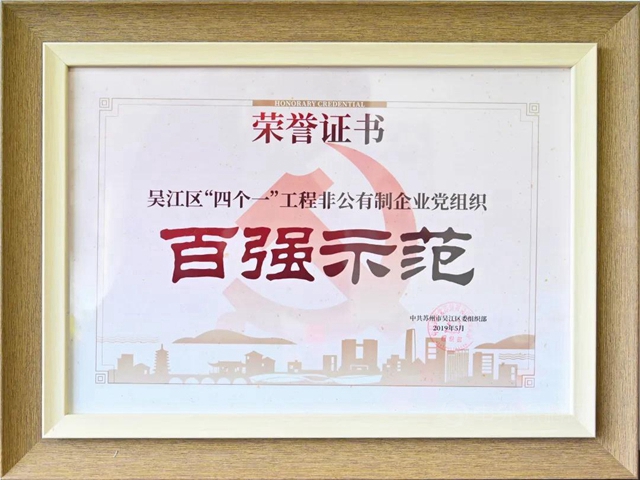 HONORARY CREDENTIAL
荣誉证书
吴江区“四个一”工程非公有制企业党组织
百强示范
中共苏州市吴江区委组织部
2019年5月